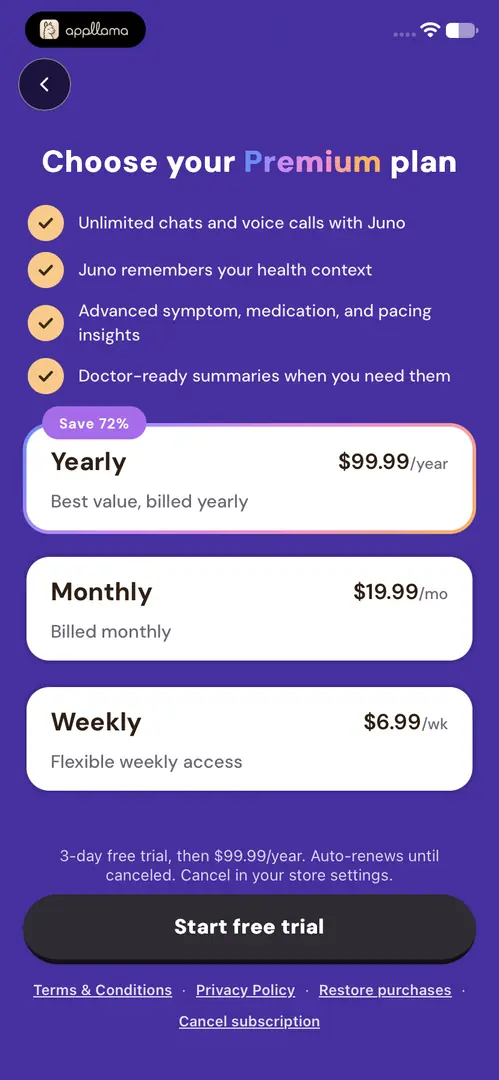 appllama
Choose your Premium plan
Unlimited chats and voice calls with Juno
Juno remembers your health context
Advanced symptom, medication, and pacing
insights
Doctor-ready summaries when you need them
Save 72%
Yearly
$99.99/year
Best value, billed yearly
Monthly
$19.99/mo
Billed monthly
Weekly
$6.99/wk
Flexible weekly access
3-day free trial, then $99.99/year. Auto-renews until
canceled. Cancel in your store settings.
Start free trial
Terms & Conditions · Privacy Policy · Restore purchases ·
Cancel subscription